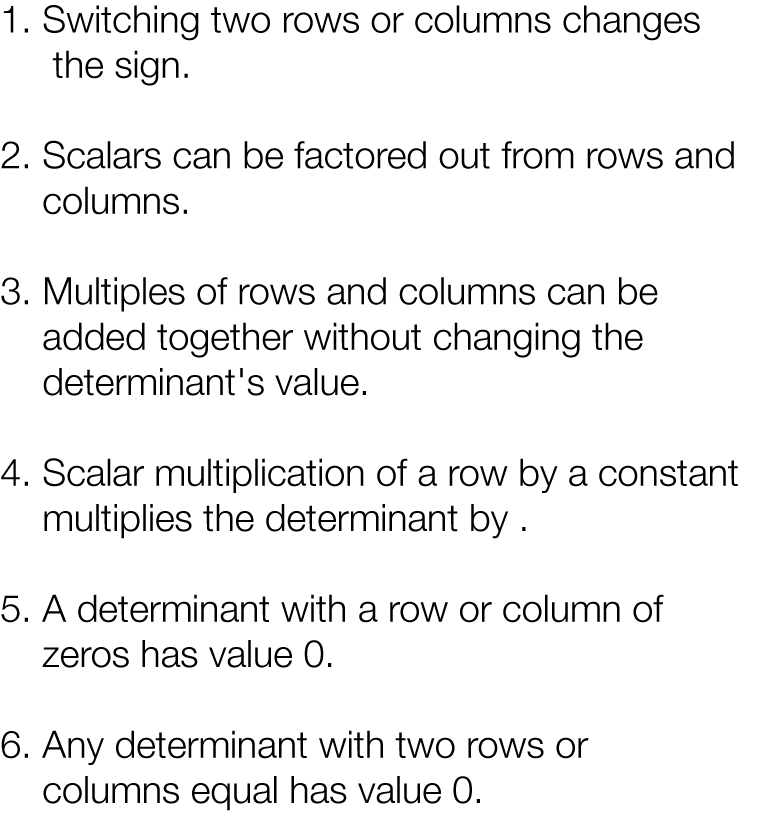 1. Switching two rows or columns changes
the sign.
2. Scalars can be factored out from rows and
columns.
3. Multiples of rows and columns can be
added together without changing the
determinant's value.
4. Scalar multiplication of a row by a constant
multiplies the determinant by .
5. A determinant with a row or column of
zeros has value 0.
6. Any determinant with two rows or
columns equal has value 0.